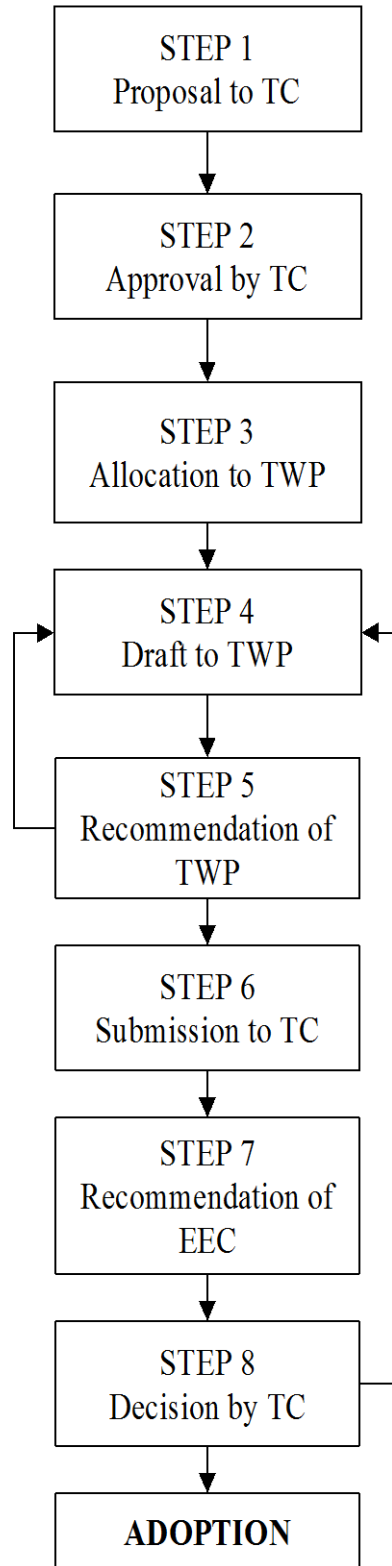 STEP 1
Proposal to TC
STEP 2
Approval by TC
STEP 3
Allocation to TWP
STEP 4
Draft to TWP
STEP 5
Recommendation of
TWP
STEP 6
Submission to TC
STEP 7
Recommendation of
EEC
STEP 8
Decision by TC
ADOPTION